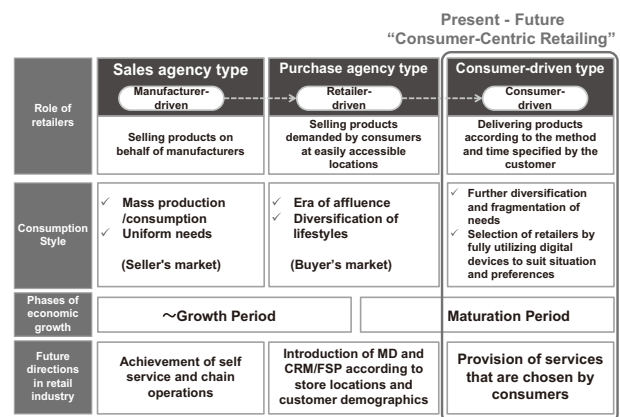 Present - Future
“Consumer-Centric Retailing”
Role of
retailers
Sales agency type
Manufacturer-
driven
Selling products on
behalf of manufacturers
Purchase agency type
Retailer-
driven
Selling products
demanded by consumers
at easily accessible
locations
Consumer-driven type
Consumer-
driven
Delivering products
according to the method
and time specified by the
customer
Consumption
Style
✓ Mass production
/consumption
✓ Uniform needs
(Seller's market)
✓ Era of affluence
✓ Diversification of
lifestyles
(Buyer’s market)
✓ Further diversification
and fragmentation of
needs
✓ Selection of retailers by
fully utilizing digital
devices to suit situation
and preferences
Phases of
economic
growth
～Growth Period
Maturation Period
Future
directions
in retail
industry
Achievement of self
service and chain
operations
Introduction of MD and
CRM/FSP according to
store locations and
customer demographics
Provision of services
that are chosen by
consumers